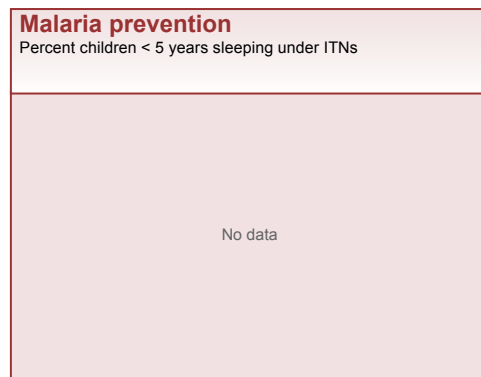 Malaria prevention
Percent children < 5 years sleeping under ITNs
No data